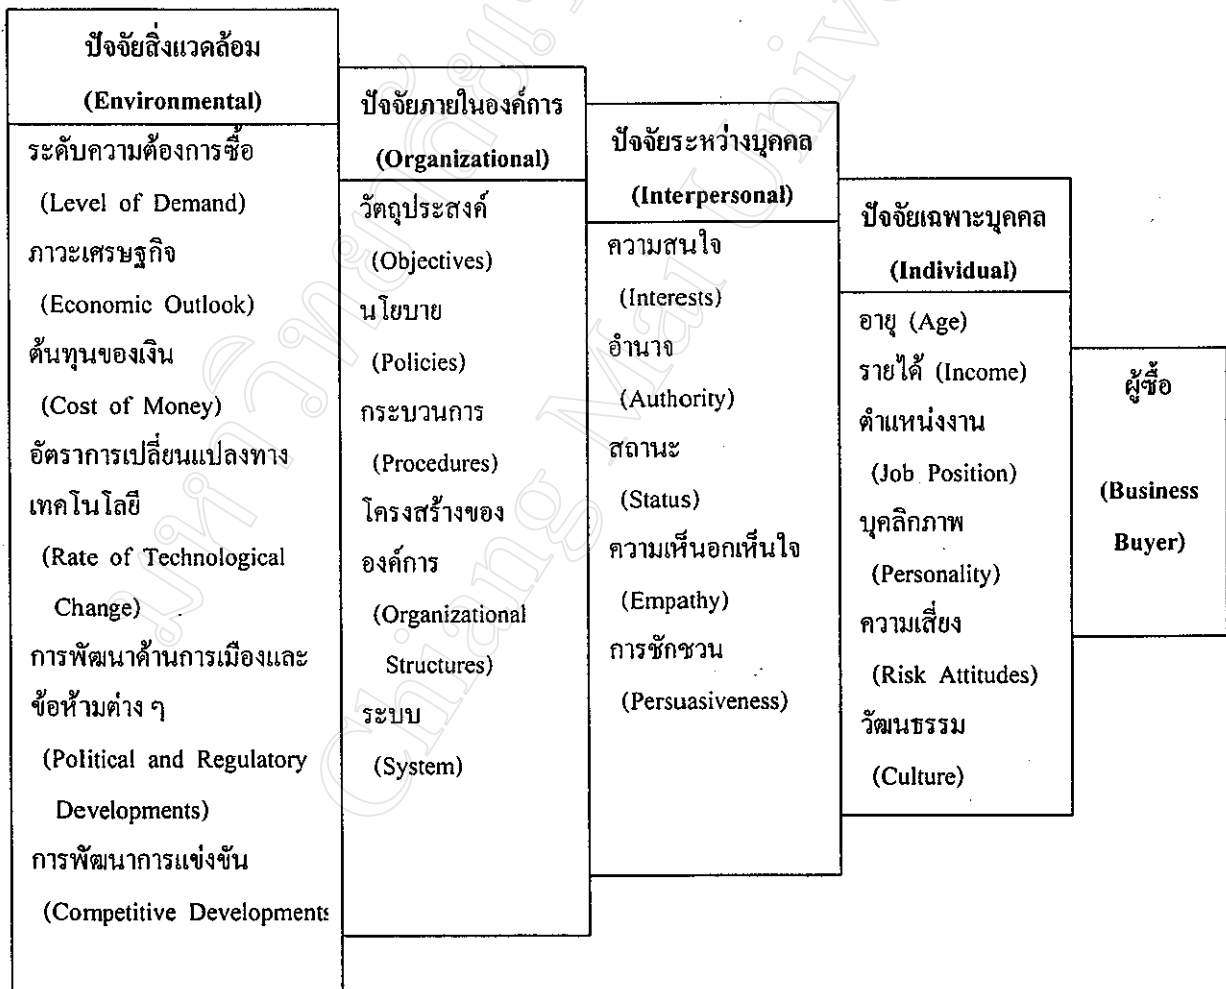 ปัจจัยสิ่งแวดล้อม
(Environmental)
ระดับความต้องการซื้อ
(Level of Demand)
ภาวะเศรษฐกิจ
(Economic Outlook)
ต้นทุนของเงิน
(Cost of Money)
อัตราการเปลี่ยนแปลงทาง
เทคโนโลยี
(Rate of Technological
Change)
การพัฒนาด้านการเมืองและ
ข้อห้ามต่าง ๆ
(Political and Regulatory
Developments)
การพัฒนาการแข่งขัน
(Competitive Developments
ปัจจัยภายในองค์การ
(Organizational)
วัตถุประสงค์
(Objectives)
นโยบาย
(Policies)
กระบวนการ
(Procedures)
โครงสร้างของ
องค์การ
(Organizational
Structures)
ระบบ
(System)
ปัจจัยระหว่างบุคคล
(Interpersonal)
ความสนใจ
(Interests)
อำนาจ
(Authority)
สถานะ
(Status)
ความเห็นอกเห็นใจ
(Empathy)
การชักชวน
(Persuasiveness)
ปัจจัยเฉพาะบุคคล
(Individual)
อายุ (Age)
รายได้ (Income)
ตำแหน่งงาน
(Job Position)
บุคลิกภาพ
(Personality)
ความเสี่ยง
(Risk Attitudes)
วัฒนธรรม
(Culture)
ผู้ซื้อ
(Business
Buyer)
Chiang Mai Univ